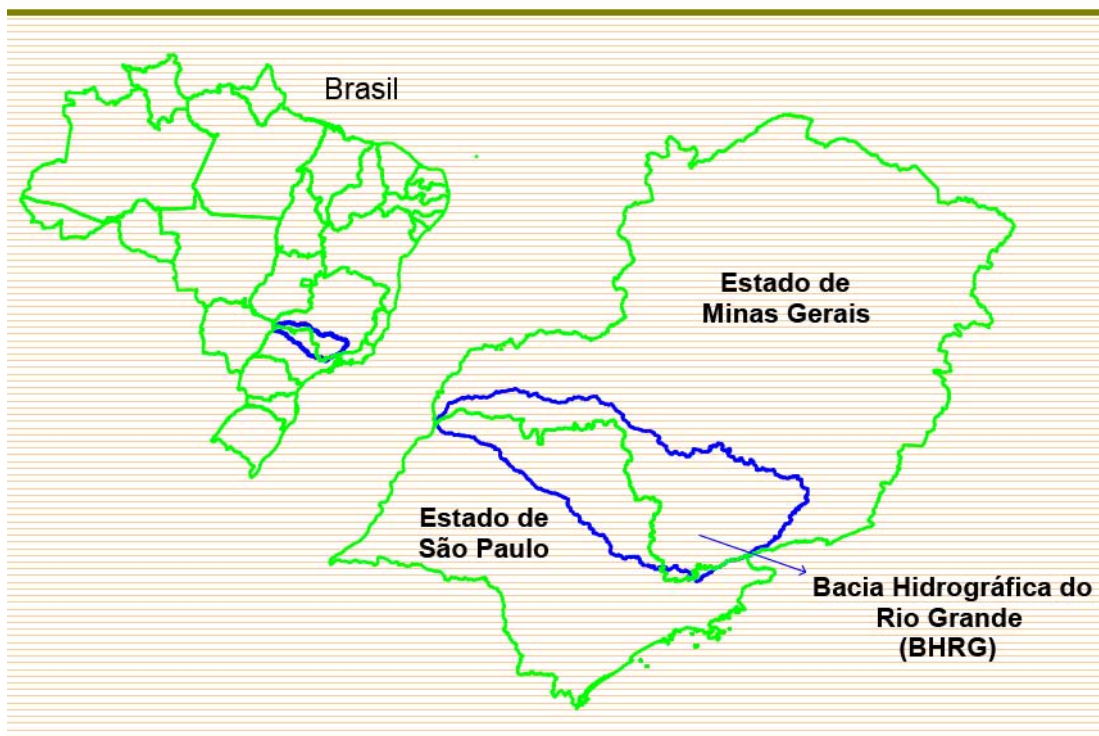 Brasil
Estado de
Minas Gerais
Estado de
São Paulo
Bacia Hidrográfica do
Rio Grande
(BHRG)